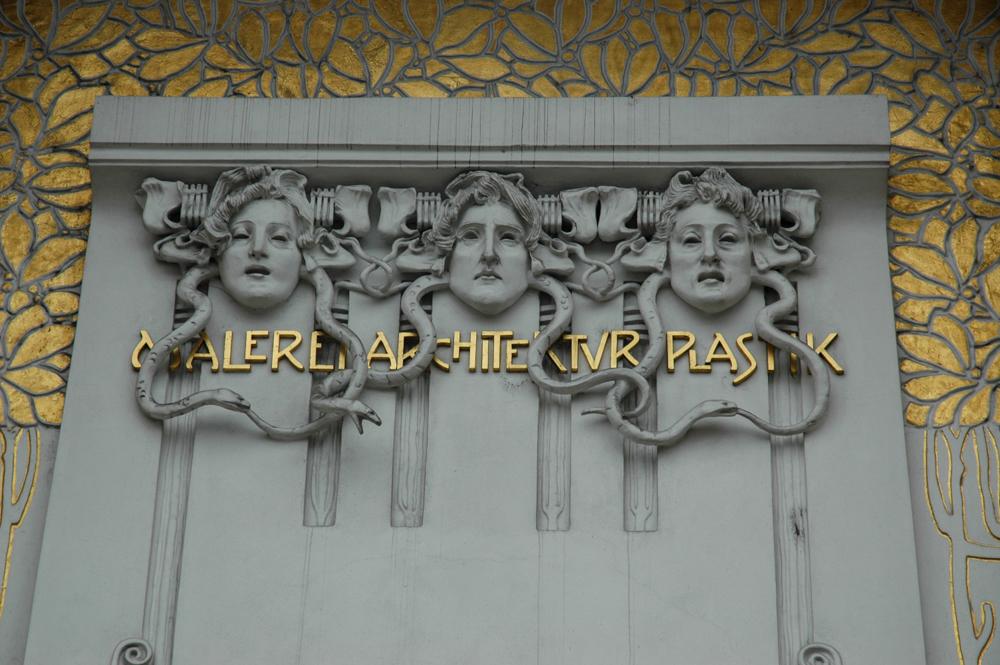 MALEREI ARCHITEKTVR PLASTIK